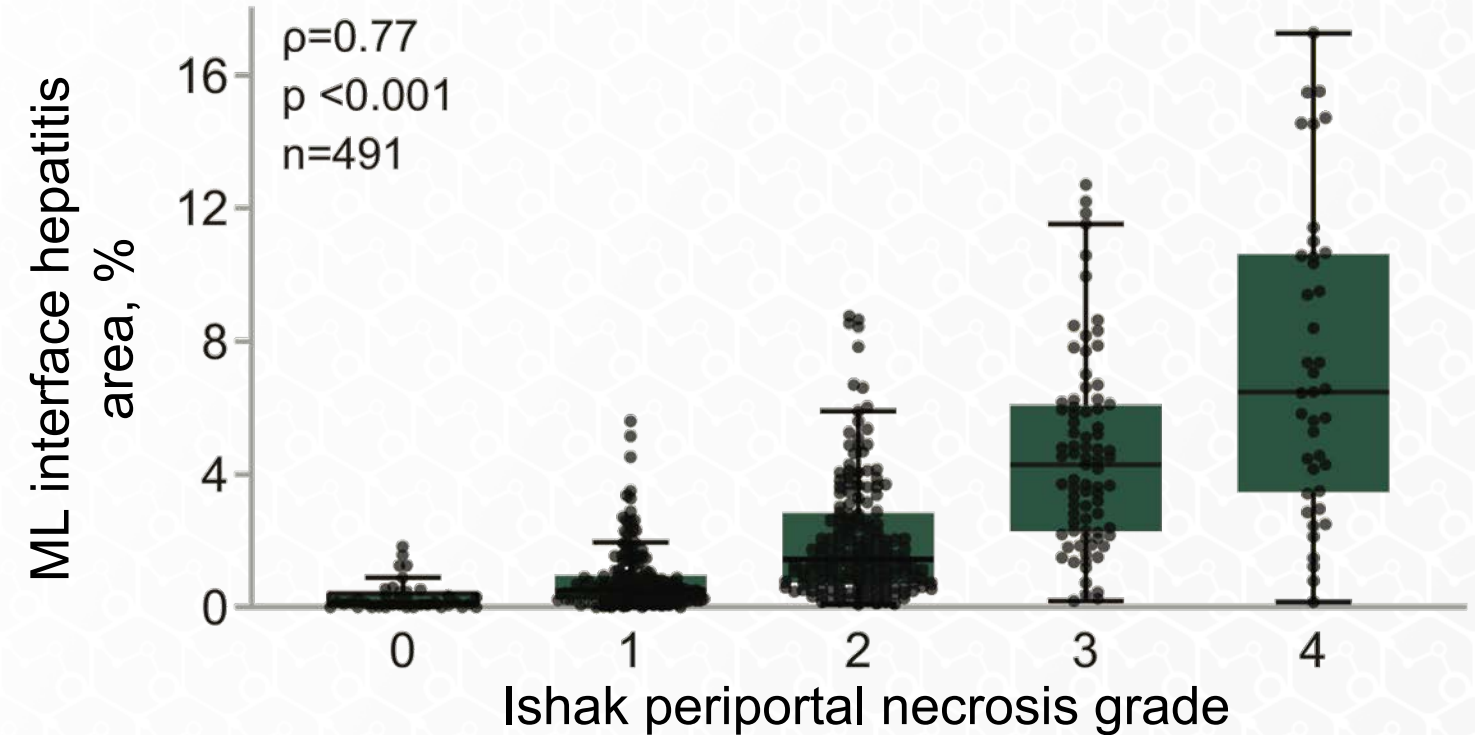 ρ=0.77
p <0.001
n=491
ML interface hepatitis
area, %
16
12
8
4
0
0 1 2 3 4
Ishak periportal necrosis grade